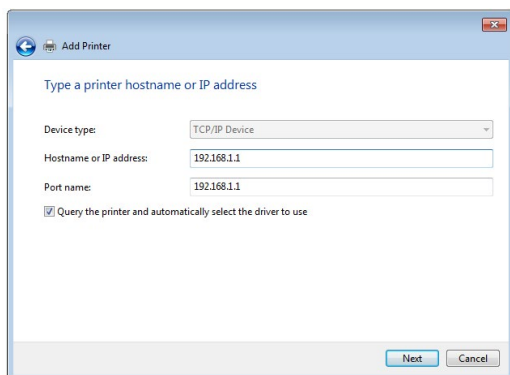 Add Printer
Type a printer hostname or IP address
Device type: TCP/IP Device
Hostname or IP address: 192.168.1.1
Port name: 192.168.1.1
Query the printer and automatically select the driver to use
Next Cancel